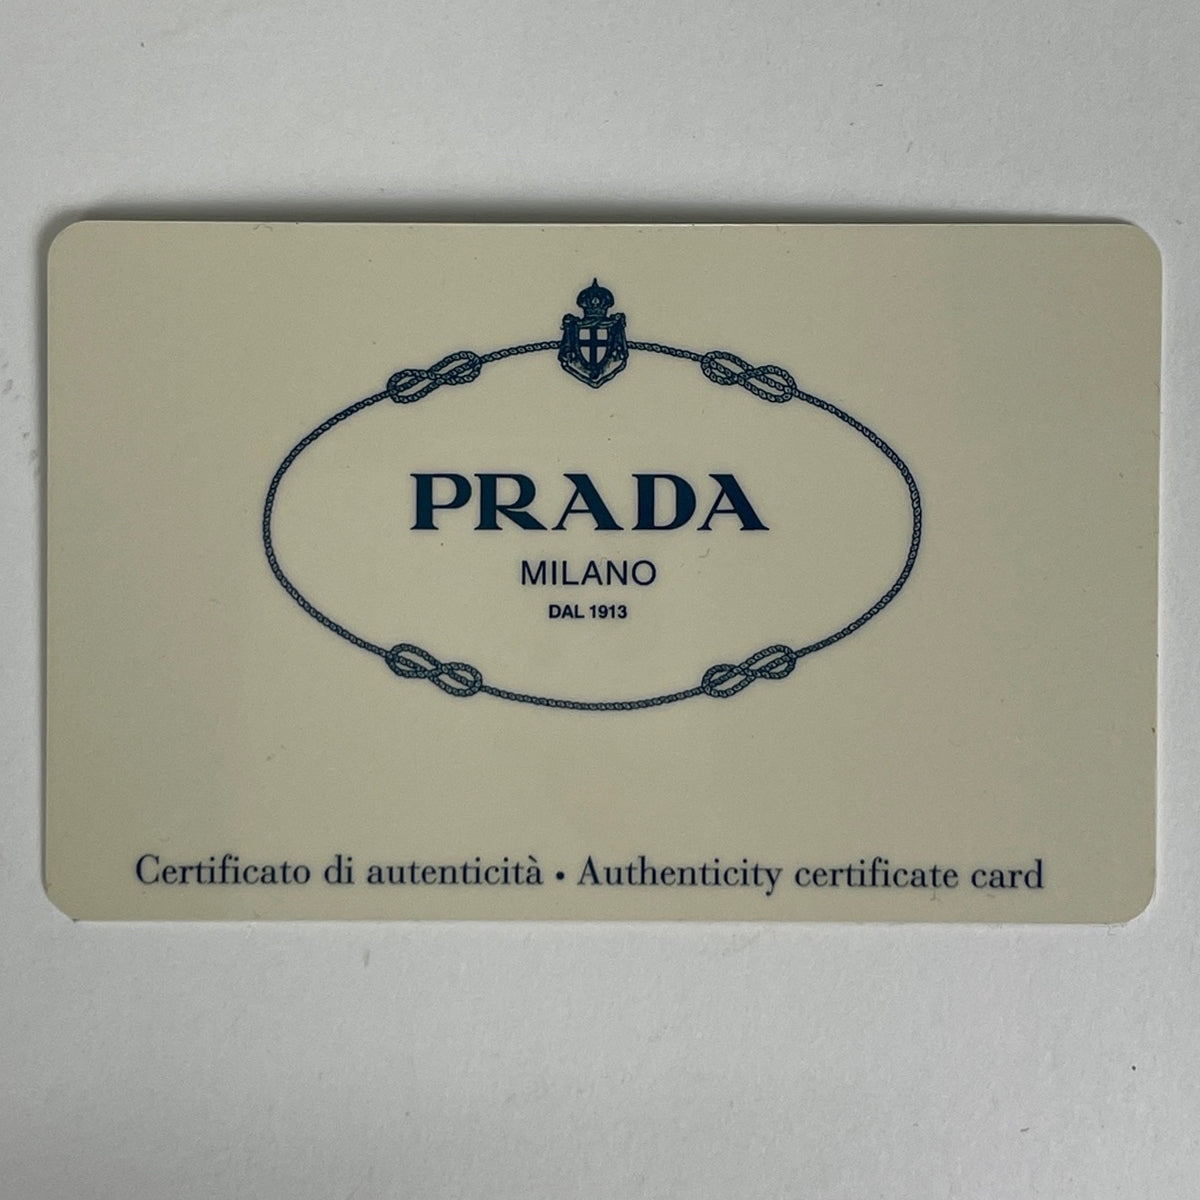 PRADA
MILANO
DAL 1913
Certificato di autenticità • Authenticity certificate card